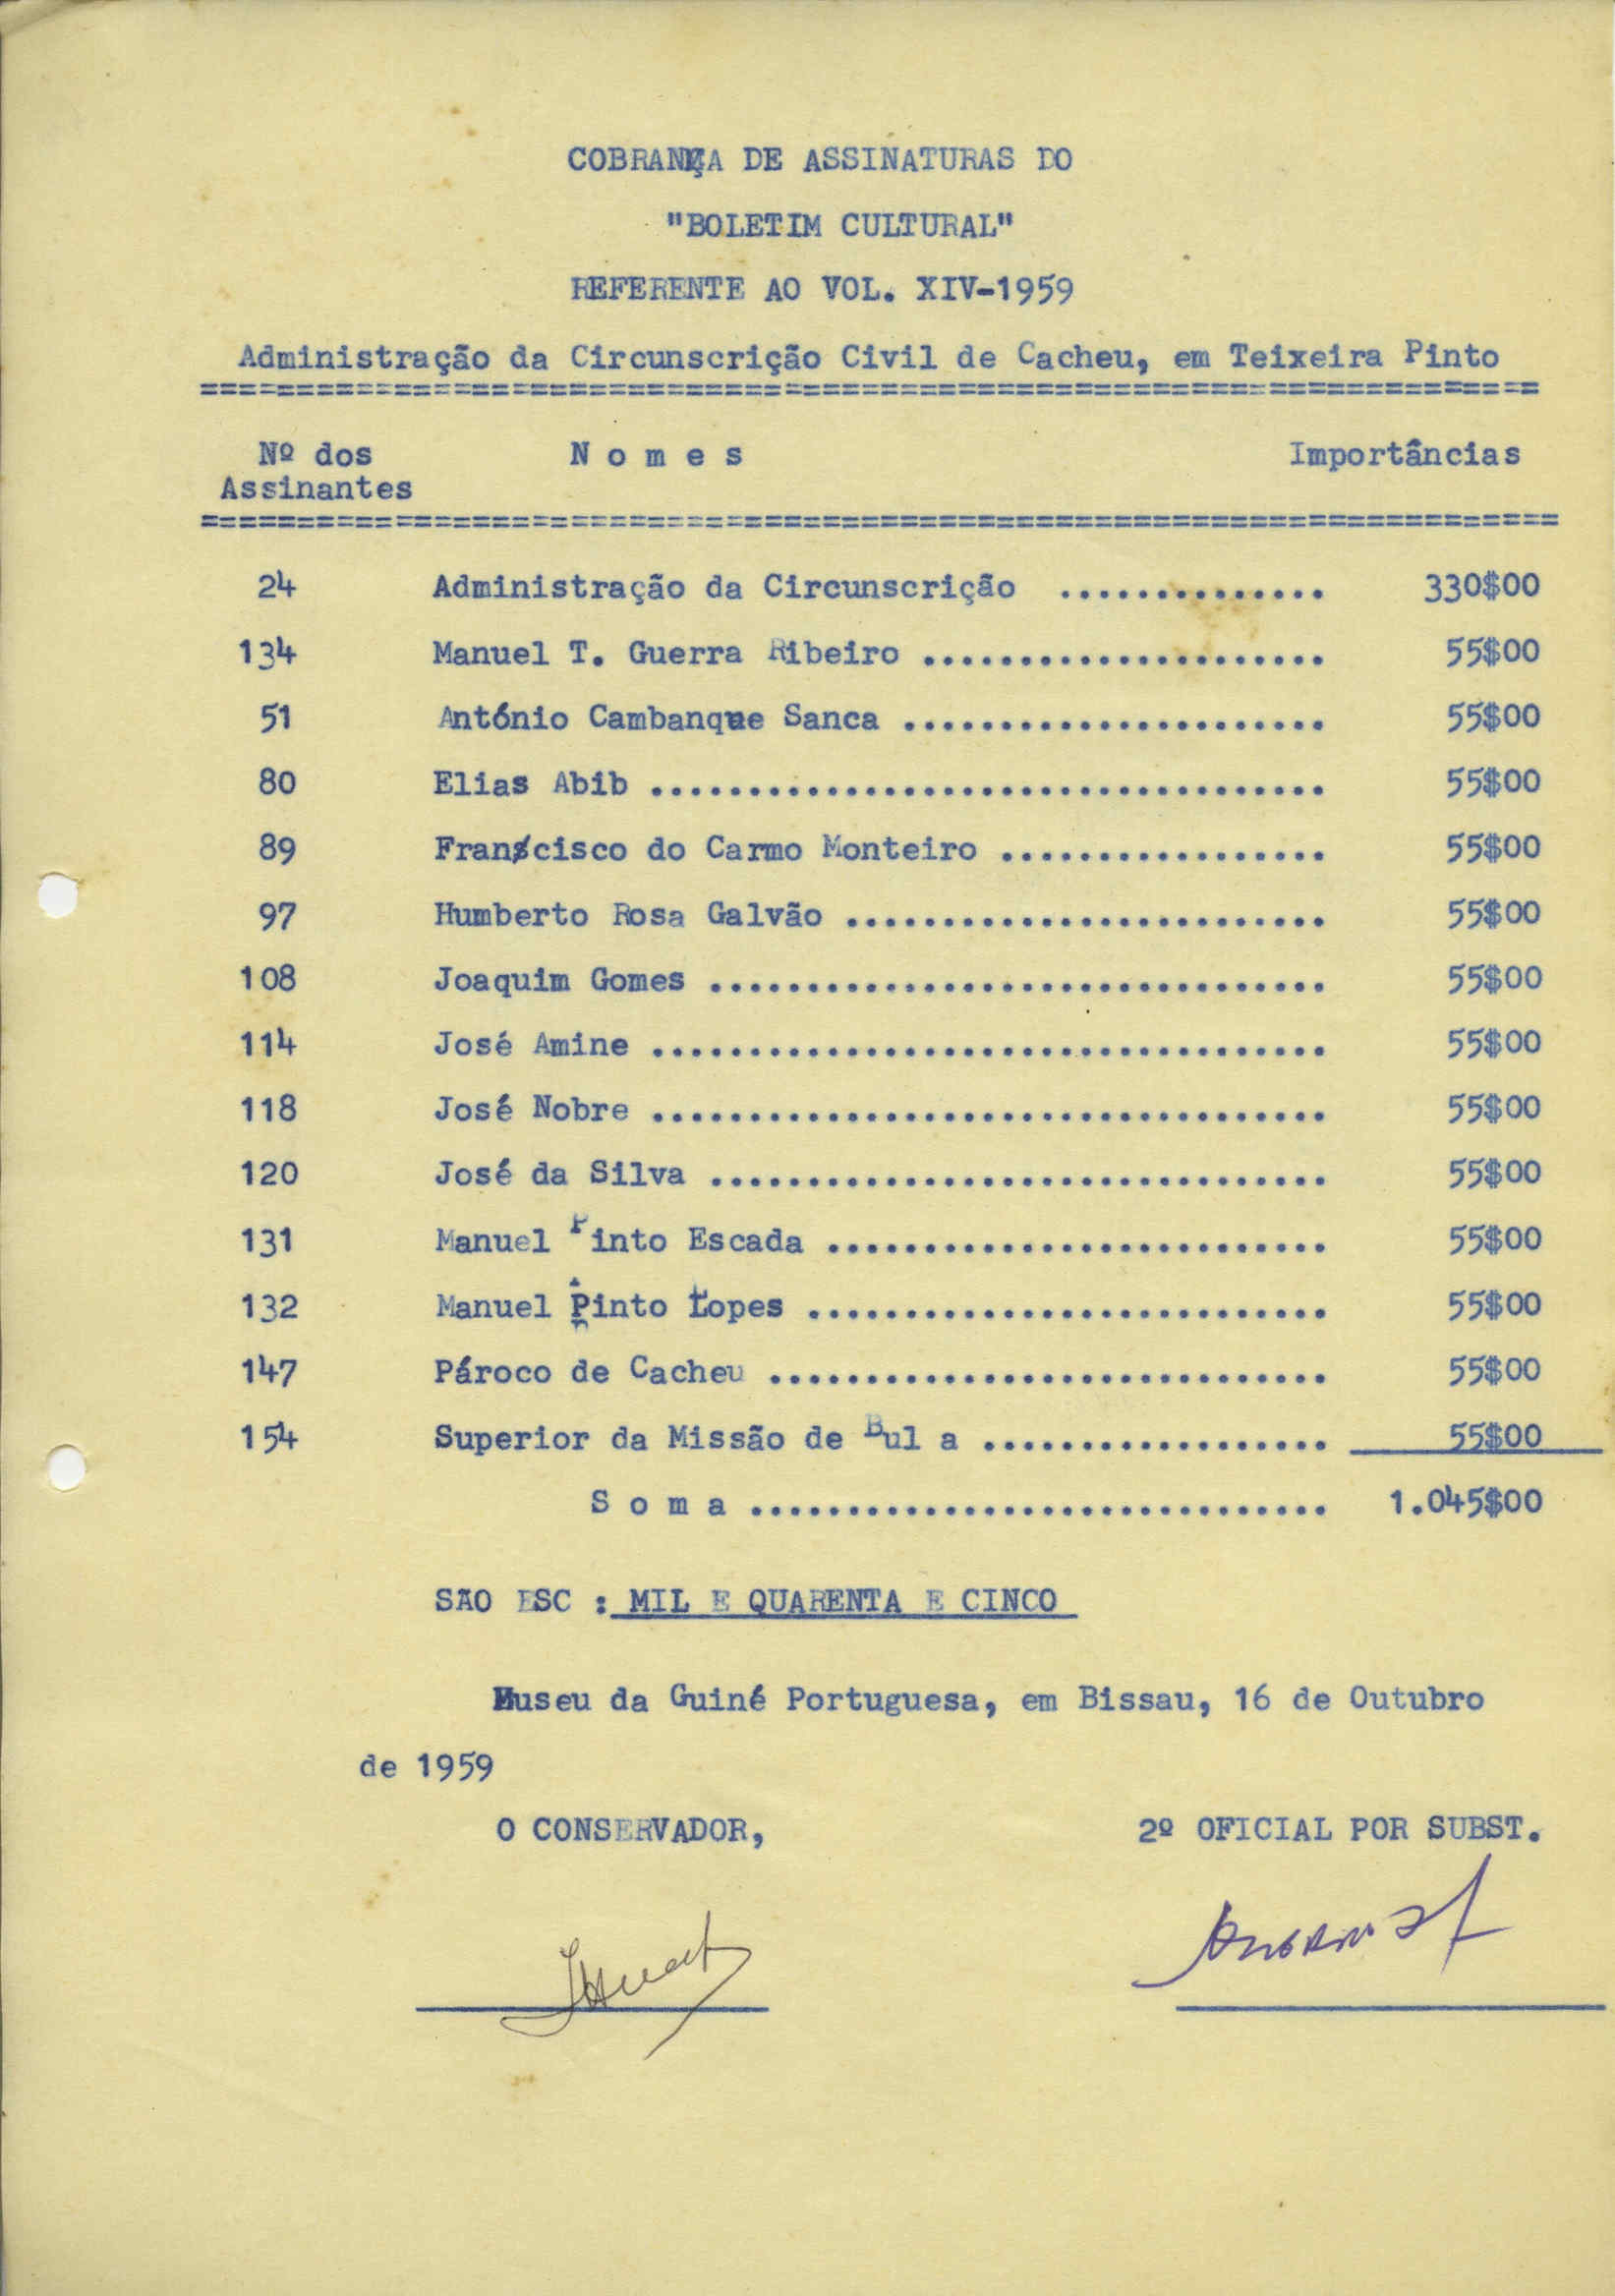 COBRANÇA DE ASSINATURAS DO
"BOLETIM CULTURAL"
REFERENTE AO VOL. XIV-1959
Administração da Circunscrição Civil de Cacheu, em Teixeira Pinto
Nº dos Nomes Importâncias
Assinantes
24 Administração da Circunscrição .............. 330$00
134 Manuel T. Guerra Ribeiro ..................... 55$00
51 António Cambanque Sanca ...................... 55$00
80 Elias Abib ................................... 55$00
89 Francisco do Carmo Monteiro ................. 55$00
97 Humberto Rosa Galvão ......................... 55$00
108 Joaquim Gomes ................................ 55$00
114 José Amine ................................... 55$00
118 José Nobre ................................... 55$00
120 José da Silva ................................ 55$00
131 Manuel Pinto Escada .......................... 55$00
132 Manuel Pinto Lopes ........................... 55$00
147 Pároco de Cacheu ............................. 55$00
154 Superior da Missão de Bul a .................. 55$00
Soma .............................. 1.045$00
SÃO ESC : MIL E QUARENTA E CINCO
Museu da Guiné Portuguesa, em Bissau, 16 de Outubro
de 1959
O CONSERVADOR, 2º OFICIAL POR SUBST.